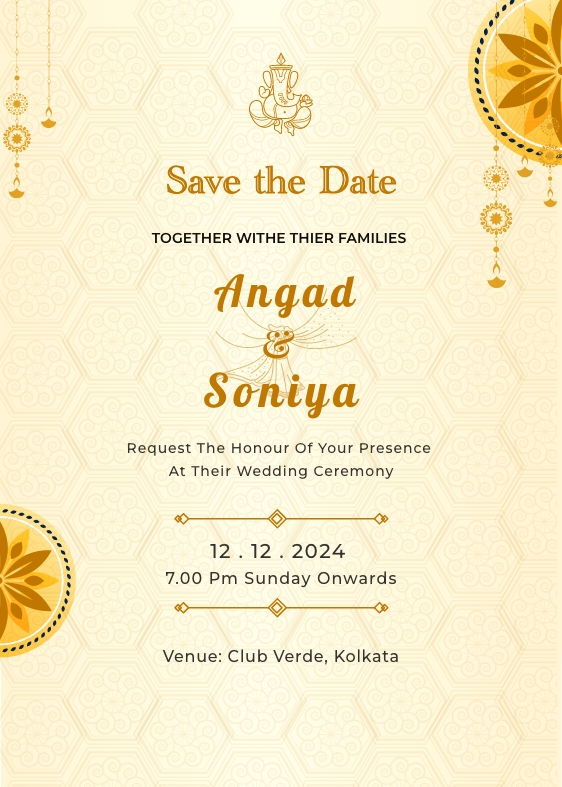 Save the Date
TOGETHER WITHE THIER FAMILIES
Angad
&
Soniya
Request The Honour Of Your Presence
At Their Wedding Ceremony
12 . 12 . 2024
7.00 Pm Sunday Onwards
Venue: Club Verde, Kolkata